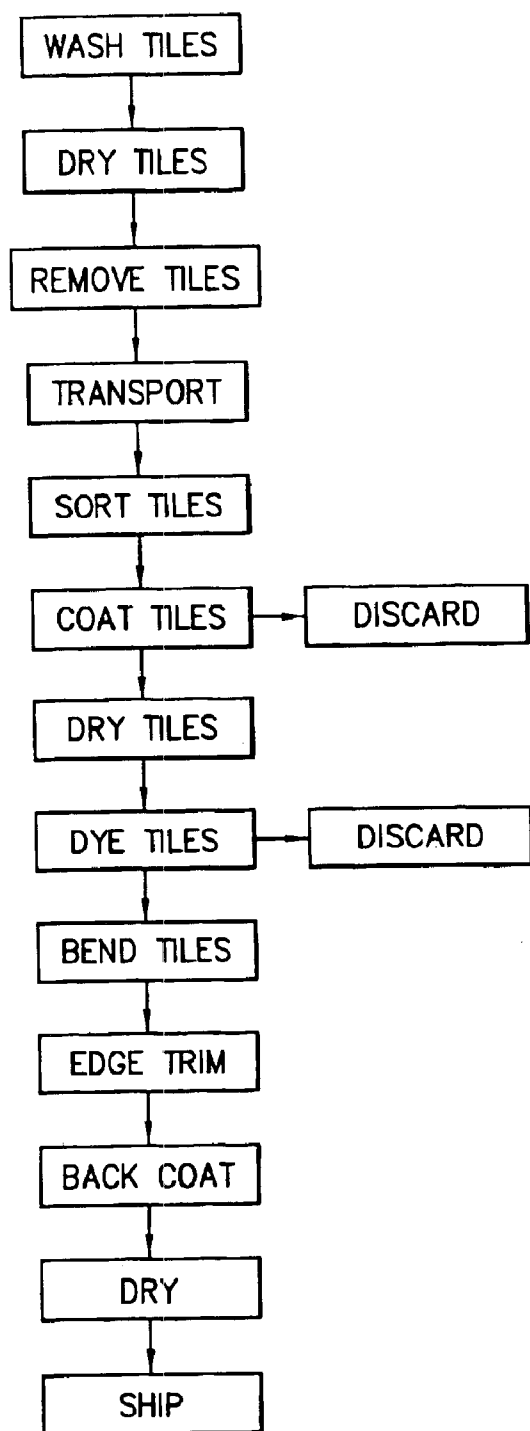 WASH TILES
DRY TILES
REMOVE TILES
TRANSPORT
SORT TILES
COAT TILES
DISCARD
DRY TILES
DYE TILES
DISCARD
BEND TILES
EDGE TRIM
BACK COAT
DRY
SHIP